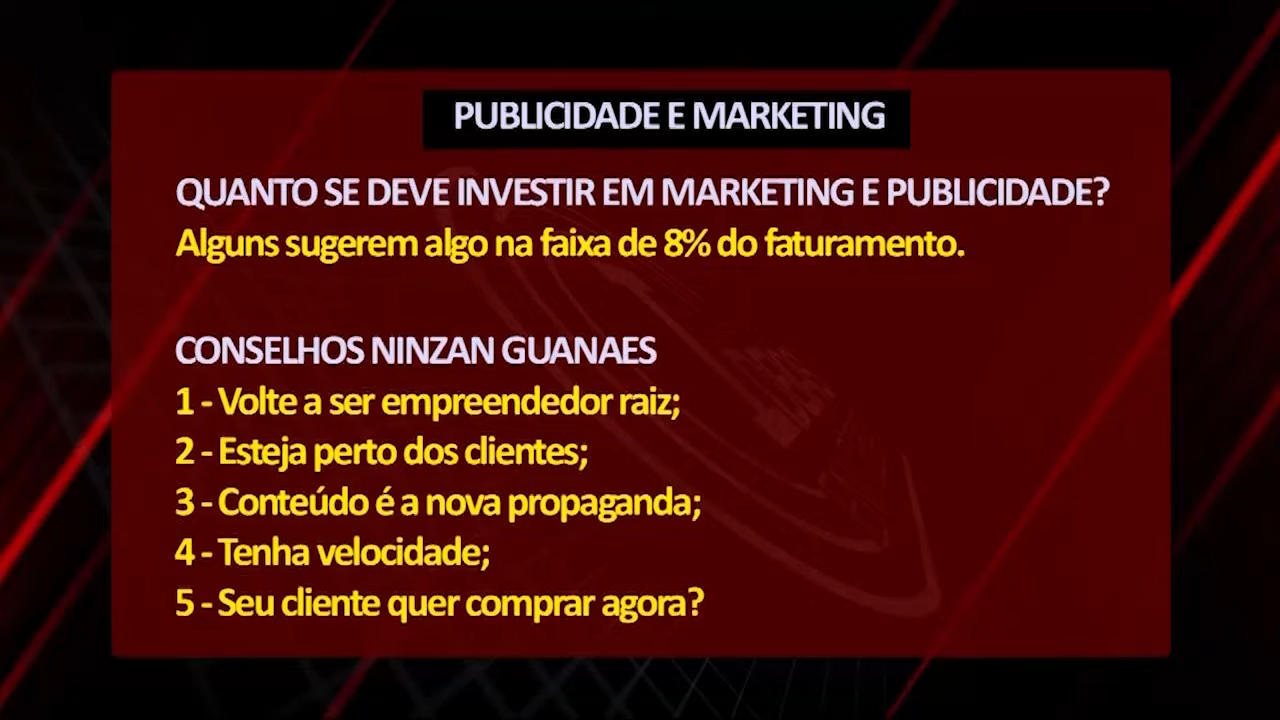 PUBLICIDADE E MARKETING
QUANTO SE DEVE INVESTIR EM MARKETING E PUBLICIDADE?
Alguns sugerem algo na faixa de 8% do faturamento.
CONSELHOS NINZAN GUANAES
1 - Volte a ser empreendedor raiz;
2 - Esteja perto dos clientes;
3 - Conteúdo é a nova propaganda;
4 - Tenha velocidade;
5 - Seu cliente quer comprar agora?